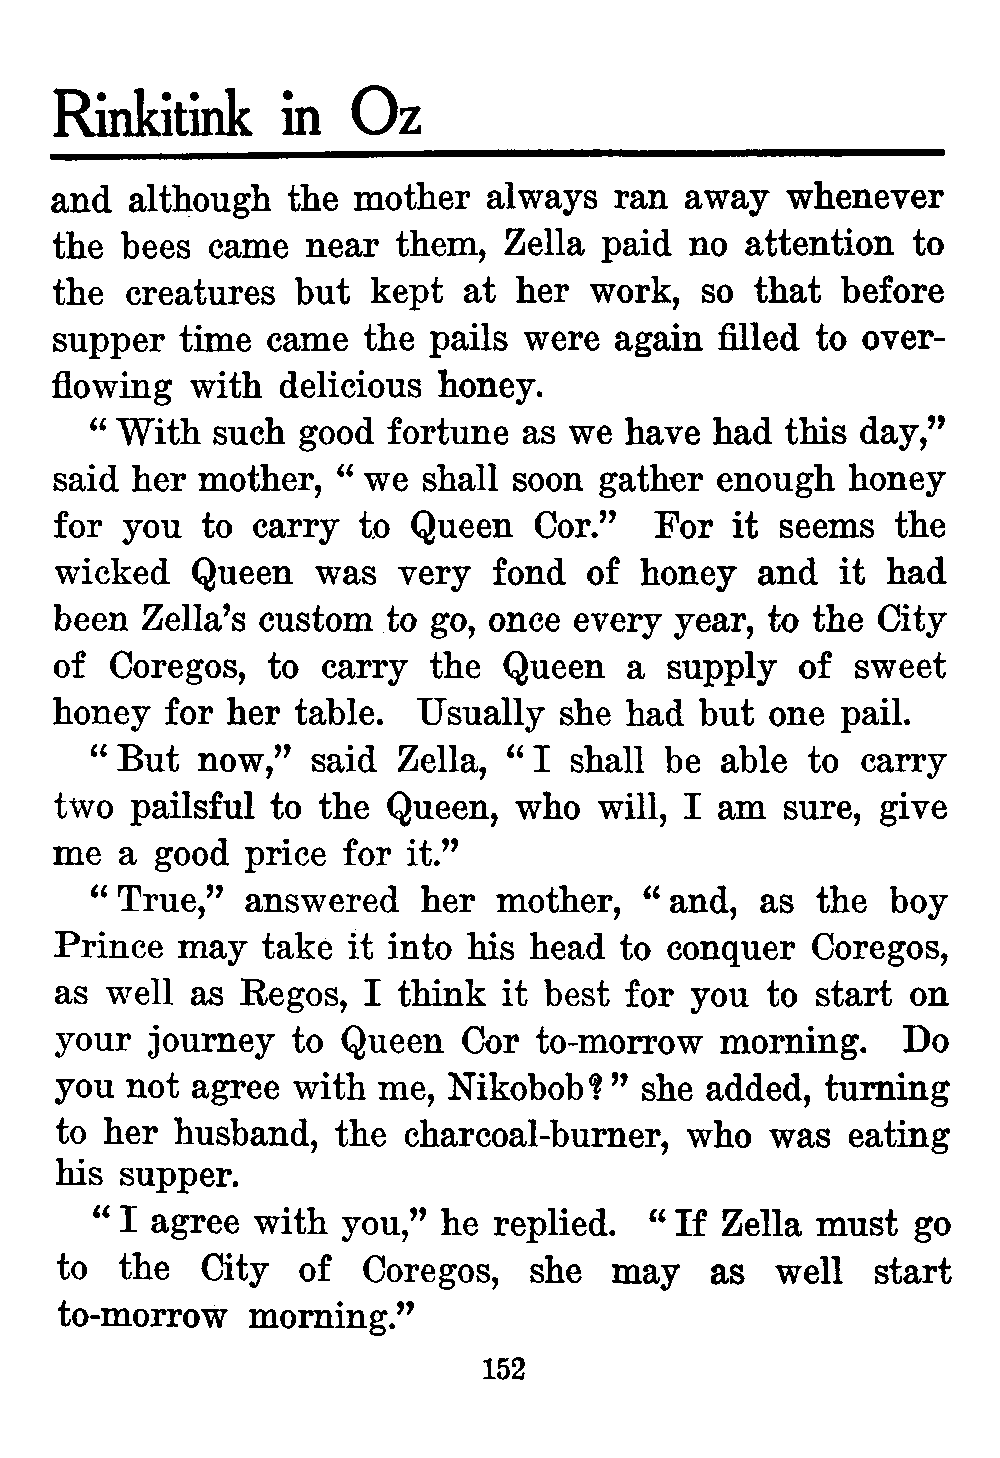 Rinkitink in Oz
and although the mother always ran away whenever
the bees came near them, Zella paid no attention to
the creatures but kept at her work, so that before
supper time came the pails were again filled to over-
flowing with delicious honey.
“ With such good fortune as we have had this day,”
said her mother, “ we shall soon gather enough honey
for you to carry to Queen Cor.” For it seems the
wicked Queen was very fond of honey and it had
been Zella’s custom to go, once every year, to the City
of Coregos, to carry the Queen a supply of sweet
honey for her table. Usually she had but one pail.
“ But now,” said Zella, “ I shall be able to carry
two pailsful to the Queen, who will, I am sure, give
me a good price for it.”
“ True,” answered her mother, “ and, as the boy
Prince may take it into his head to conquer Coregos,
as well as Regos, I think it best for you to start on
your journey to Queen Cor to-morrow morning. Do
you not agree with me, Nikobob? ” she added, turning
to her husband, the charcoal-burner, who was eating
his supper.
“ I agree with you,” he replied. “ If Zella must go
to the City of Coregos, she may as well start
to-morrow morning.”
152